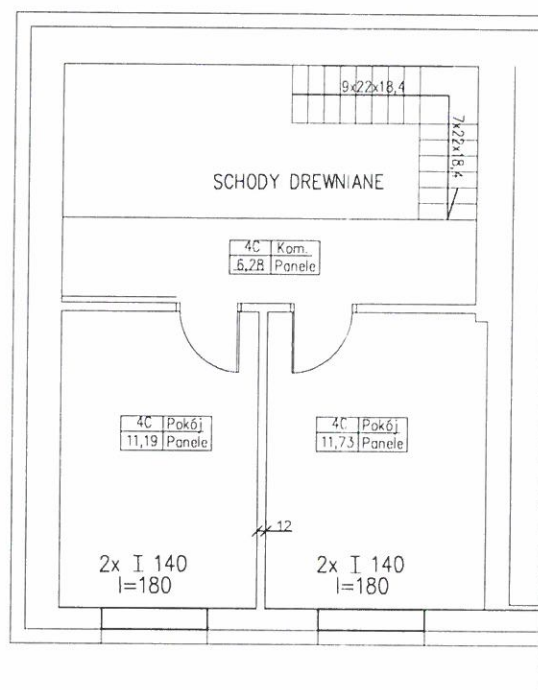 9x22x18,4
7x22x18,4
SCHODY DREWNIANE
4C Kom.
6,28 Panele
4C Pokój
11,19 Panele
4C Pokój
11,73 Panele
12
2x I 140
l=180
2x I 140
l=180